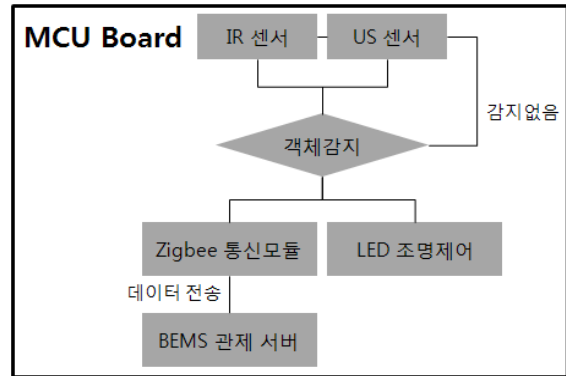 MCU Board
IR 센서
US 센서
감지없음
객체감지
Zigbee 통신모듈
LED 조명제어
데이터 전송
BEMS 관제 서버